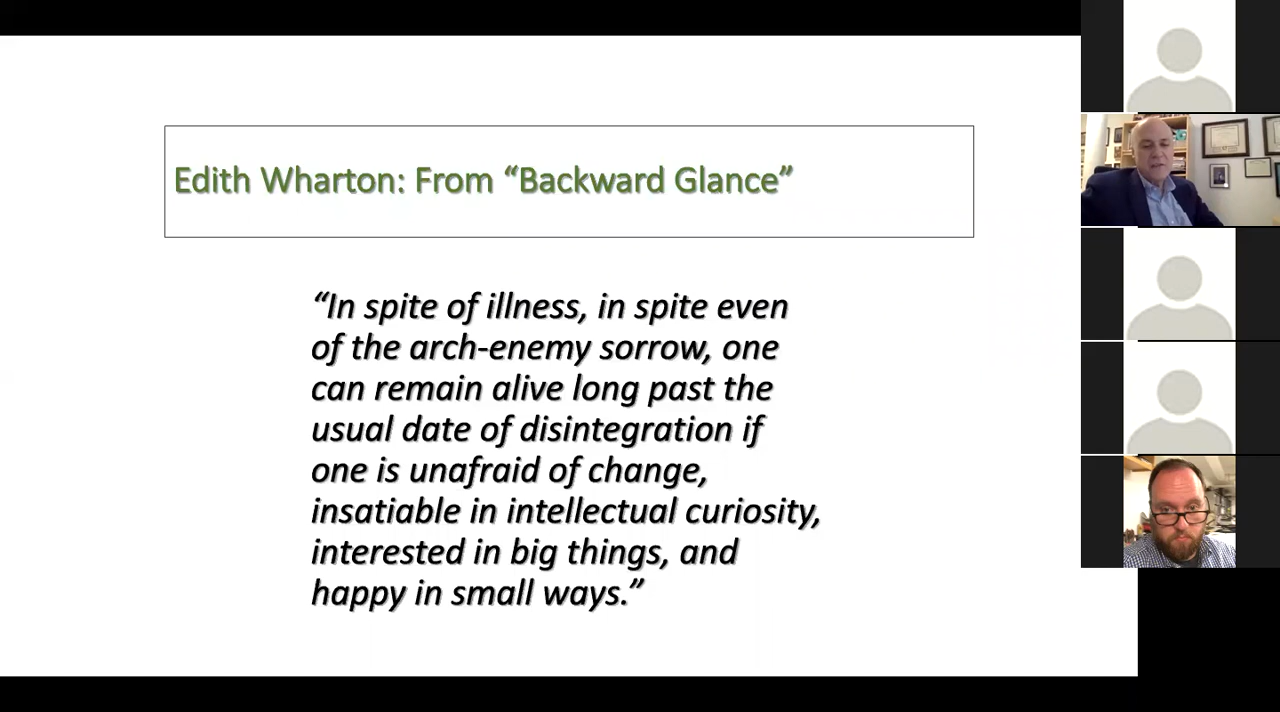 Edith Wharton: From “Backward Glance”
“In spite of illness, in spite even
of the arch-enemy sorrow, one
can remain alive long past the
usual date of disintegration if
one is unafraid of change,
insatiable in intellectual curiosity,
interested in big things, and
happy in small ways.”